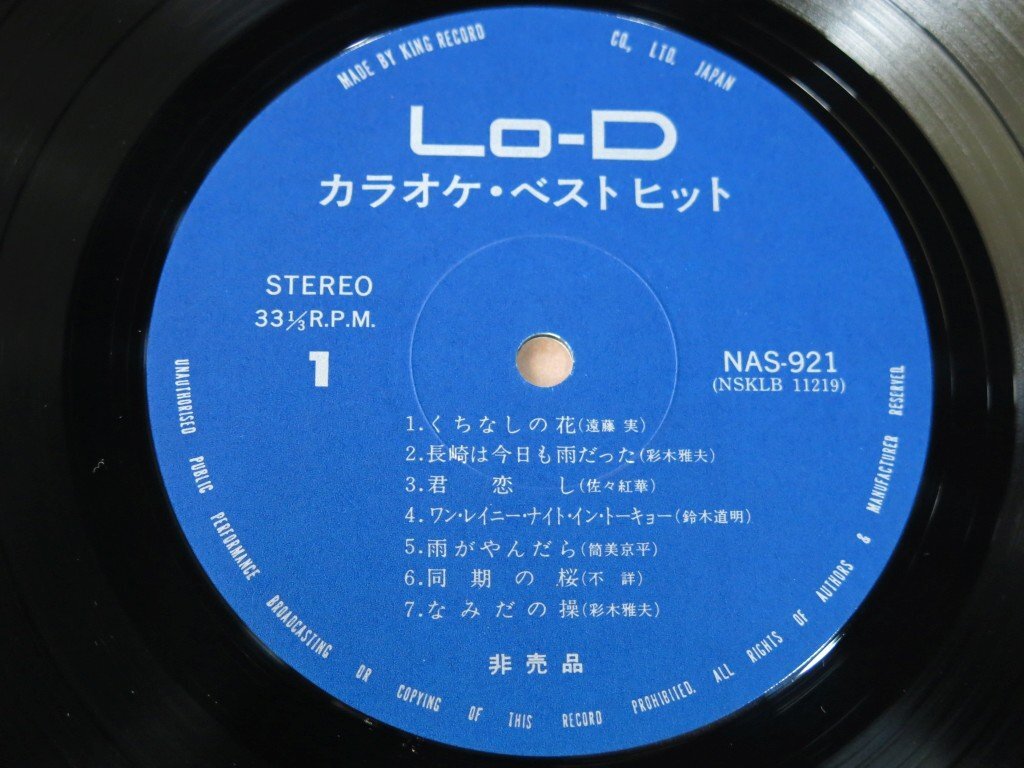 MADE BY KING RECORD CO., LTD. JAPAN
Lo-D
カラオケ・ベストヒット
STEREO
33 1/3 R.P.M.
1
NAS-921
(NSKLB 11219)
1.くちなしの花(遠藤 実)
2.長崎は今日も雨だった(彩木雅夫)
3.君 恋 し(佐々紅華)
4.ワン・レイニー・ナイト・イン・トーキョー(鈴木道明)
5.雨がやんだら(筒美京平)
6.同期の桜(不 詳)
7.なみだの操(彩木雅夫)
非売品
UNAUTHORISED PUBLIC PERFORMANCE BROADCASTING OR COPYING OF THIS RECORD PROHIBITED. ALL RIGHTS OF AUTHORS & MANUFACTURER RESERVED.